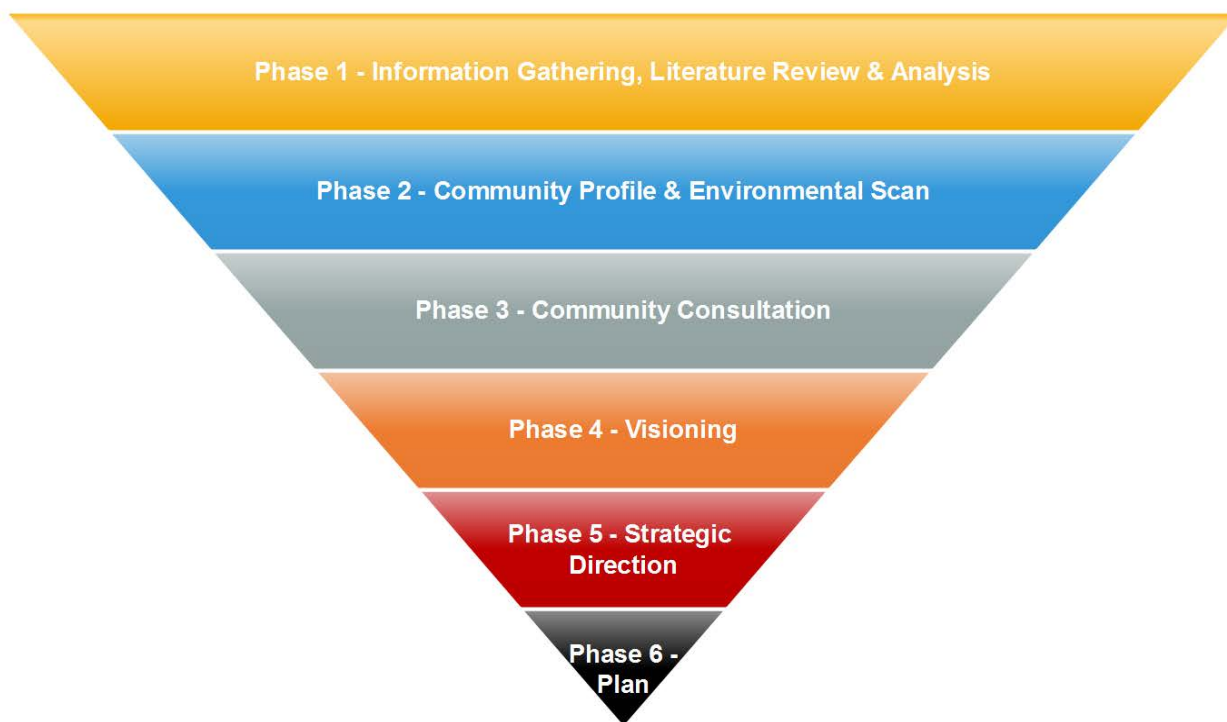 Phase 1 - Information Gathering, Literature Review & Analysis
Phase 2 - Community Profile & Environmental Scan
Phase 3 - Community Consultation
Phase 4 - Visioning
Phase 5 - Strategic
Direction
Phase 6 -
Plan